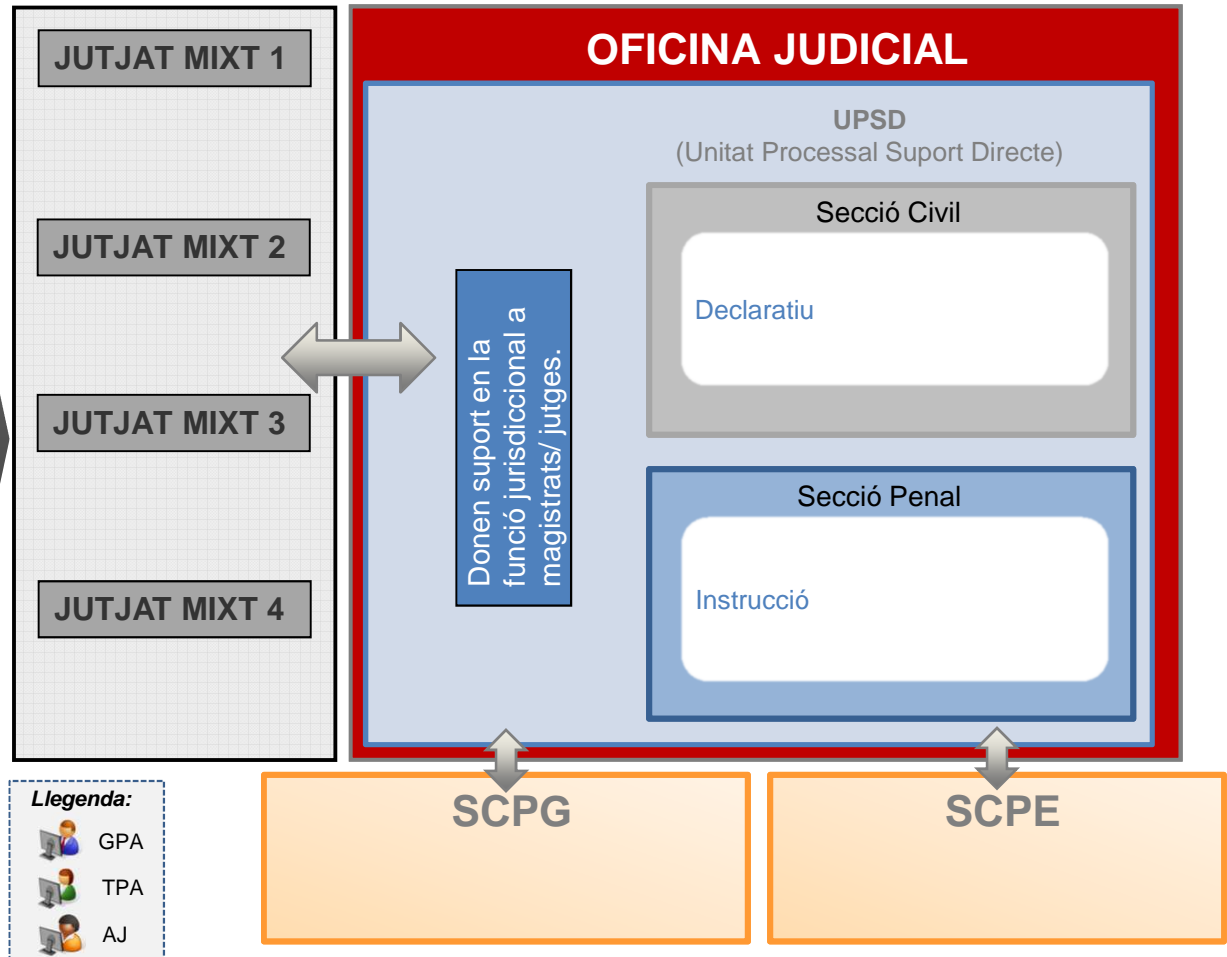 JUTJAT MIXT 1
JUTJAT MIXT 2
JUTJAT MIXT 3
JUTJAT MIXT 4
OFICINA JUDICIAL
UPSD
(Unitat Processal Suport Directe)
Donen suport en la
funció jurisdiccional a
magistrats/ jutges.
Secció Civil
Declaratiu
Secció Penal
Instrucció
SCPG
SCPE
Llegenda:
GPA
TPA
AJ